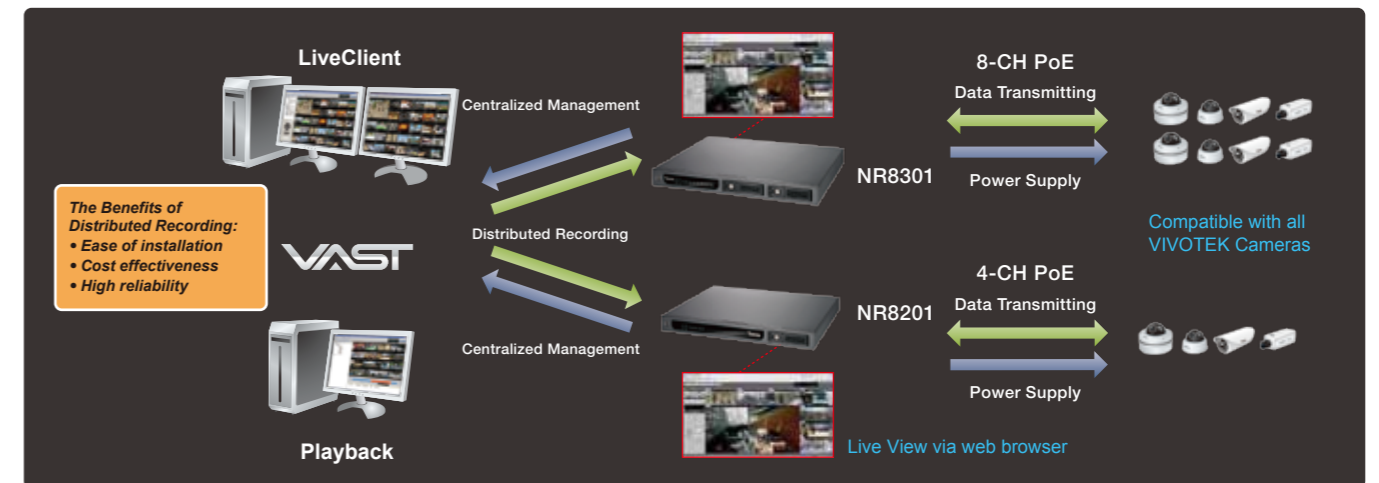 LiveClient
Centralized Management
8-CH PoE
Data Transmitting
NR8301
Power Supply
The Benefits of
Distributed Recording:
• Ease of installation
• Cost effectiveness
• High reliability
VAST
Distributed Recording
Compatible with all
VIVOTEK Cameras
4-CH PoE
Data Transmitting
NR8201
Centralized Management
Power Supply
Playback
Live View via web browser